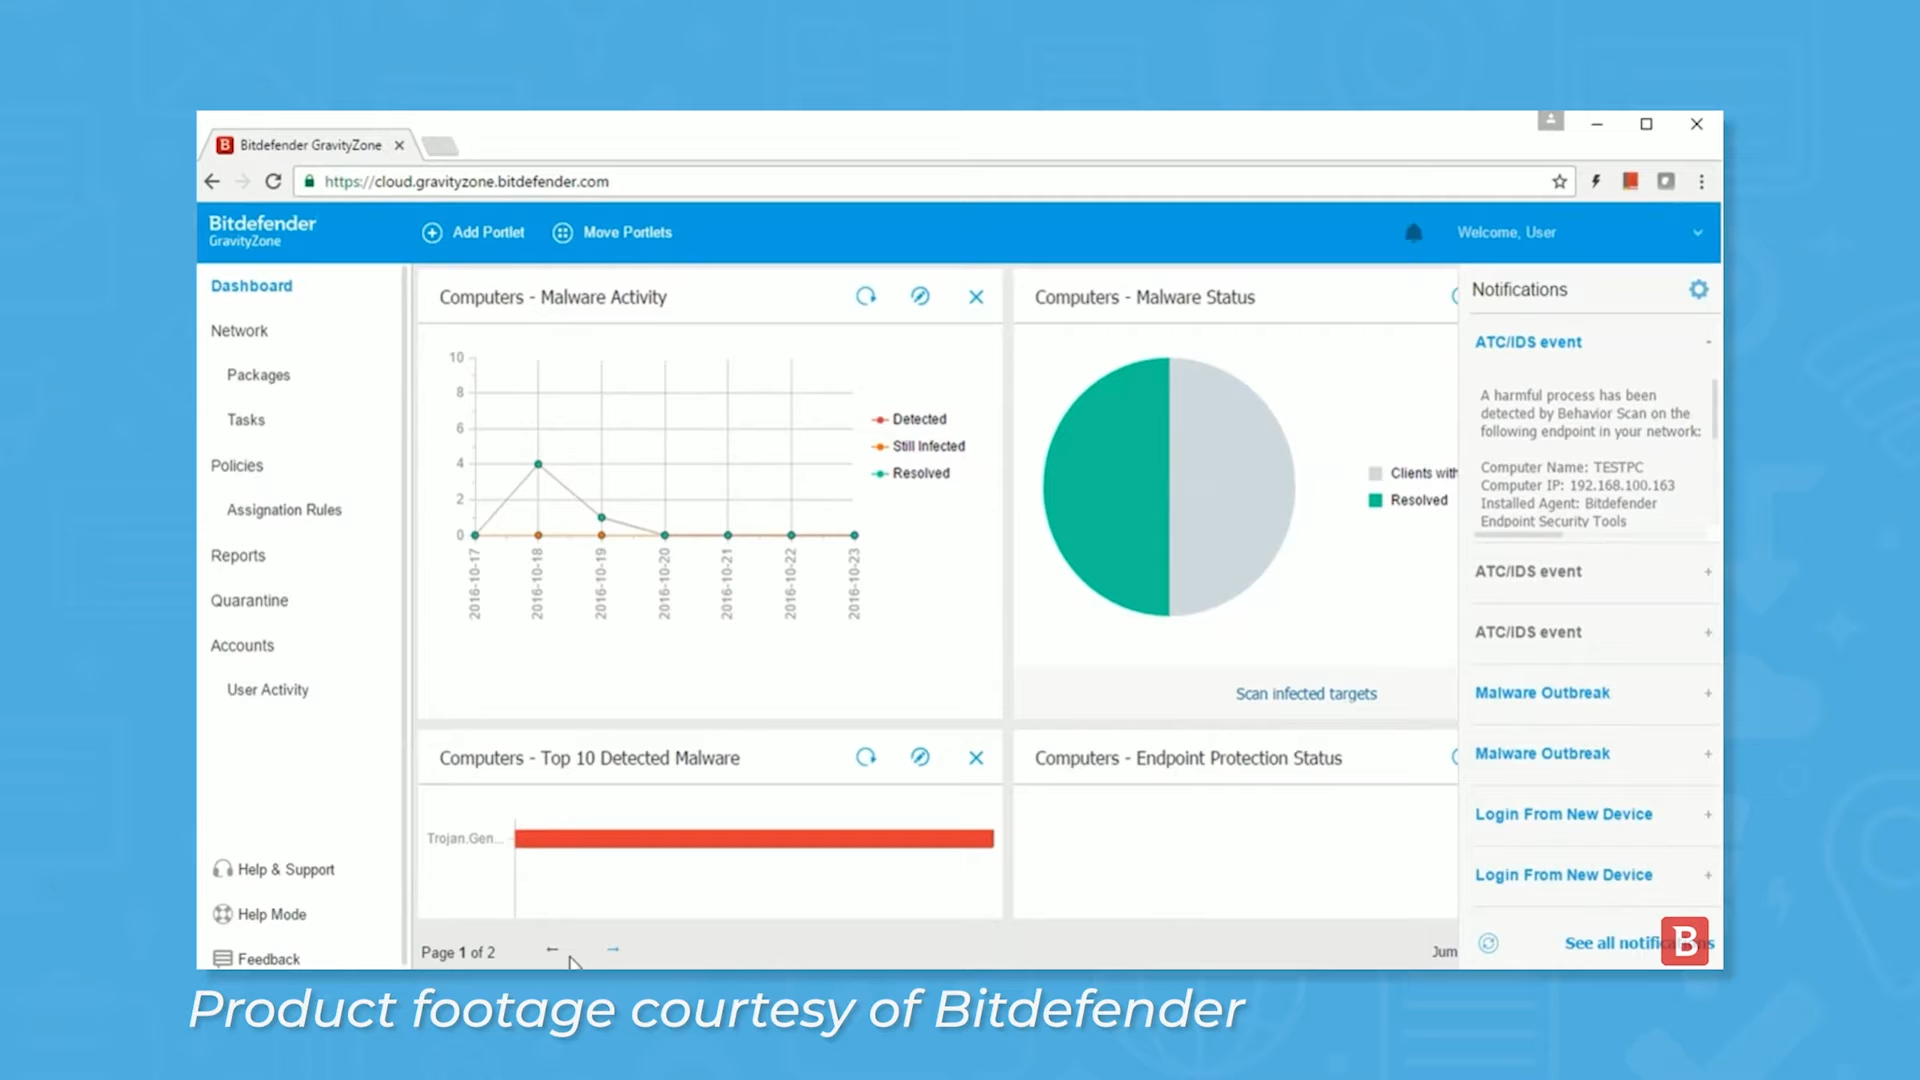 Bitdefender GravityZone
https://cloud.gravityzone.bitdefender.com
Bitdefender
GravityZone
Add Portlet
Move Portlets
Welcome, User
Dashboard
Network
Packages
Tasks
Policies
Assignation Rules
Reports
Quarantine
Accounts
User Activity
Help & Support
Help Mode
Feedback
Computers - Malware Activity
10
8
6
4
2
0
2016-10-17
2016-10-18
2016-10-19
2016-10-20
2016-10-21
2016-10-22
2016-10-23
Detected
Still Infected
Resolved
Computers - Malware Status
Clients with
Resolved
Scan infected targets
Computers - Top 10 Detected Malware
Trojan.Gen...
Computers - Endpoint Protection Status
Page 1 of 2
Jum
Notifications
ATC/IDS event
-
A harmful process has been
detected by Behavior Scan on the
following endpoint in your network:
Computer Name: TESTPC
Computer IP: 192.168.100.163
Installed Agent: Bitdefender
Endpoint Security Tools
ATC/IDS event +
ATC/IDS event +
Malware Outbreak +
Malware Outbreak +
Login From New Device +
Login From New Device +
See all
B
Product footage courtesy of Bitdefender